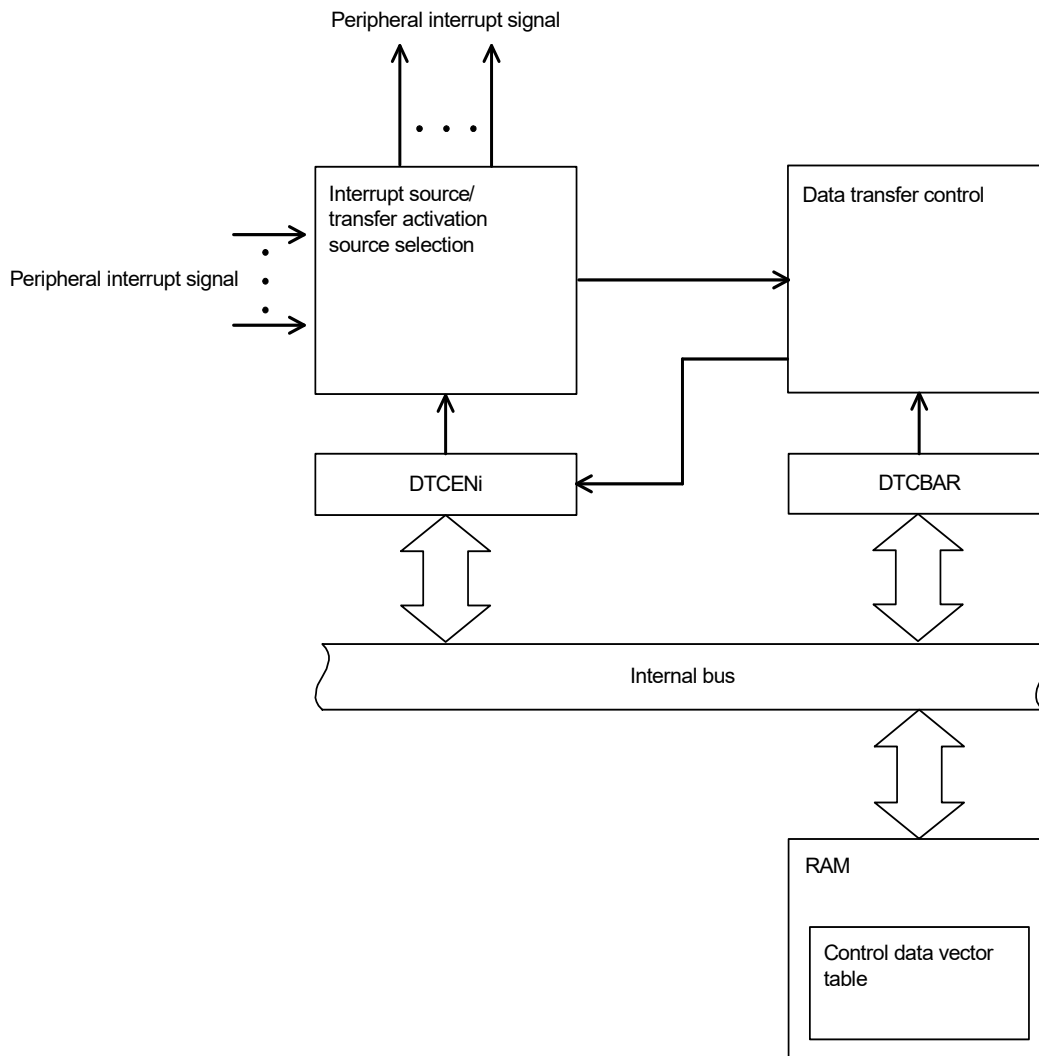 Peripheral interrupt signal
Interrupt source/
transfer activation
source selection
Data transfer control
Peripheral interrupt signal
DTCENi
DTCBAR
Internal bus
RAM
Control data vector
table